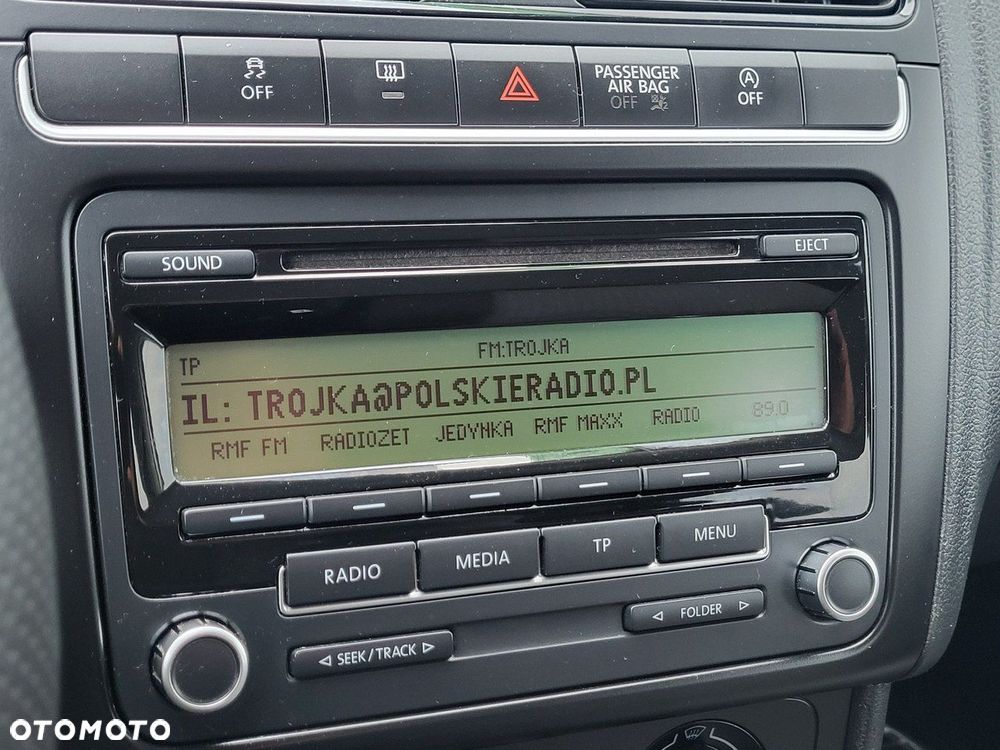 OFF
PASSENGER
AIR BAG
OFF
A
OFF
SOUND
EJECT
TP
FM:TROJKA
IL: TROJKA@POLSKIERADIO.PL
RMF FM RADIOZET JEDYNKA RMF MAXX RADIO 89.0
RADIO MEDIA TP MENU
SEEK/TRACK
FOLDER
OTOMOTO